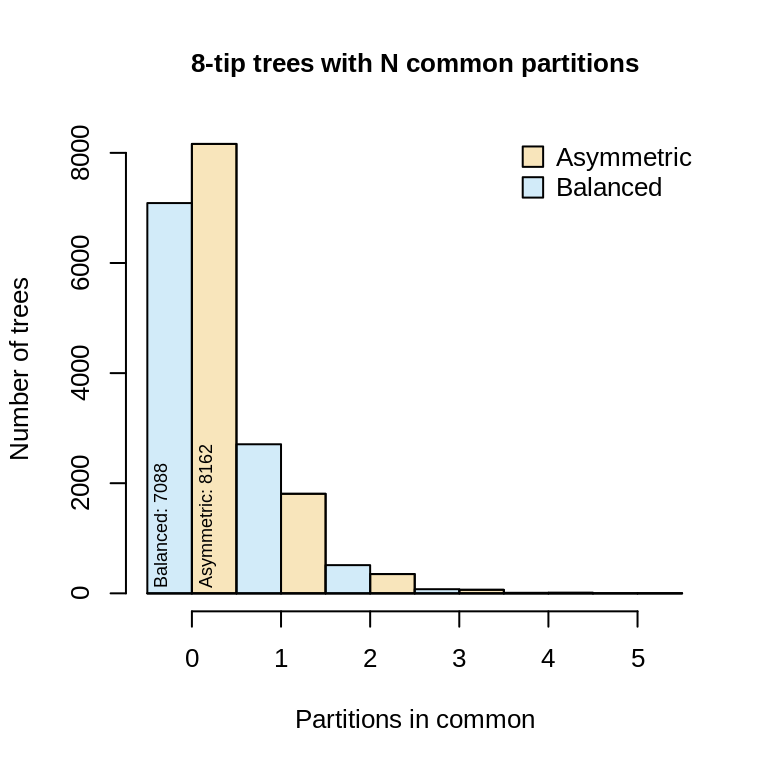 8-tip trees with N common partitions
Asymmetric
Balanced
Number of trees
8000
6000
4000
2000
0
Balanced: 7088
Asymmetric: 8162
0 1 2 3 4 5
Partitions in common